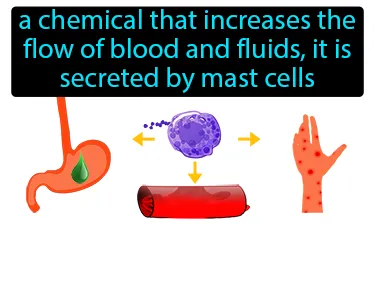 a chemical that increases the
flow of blood and fluids, it is
secreted by mast cells